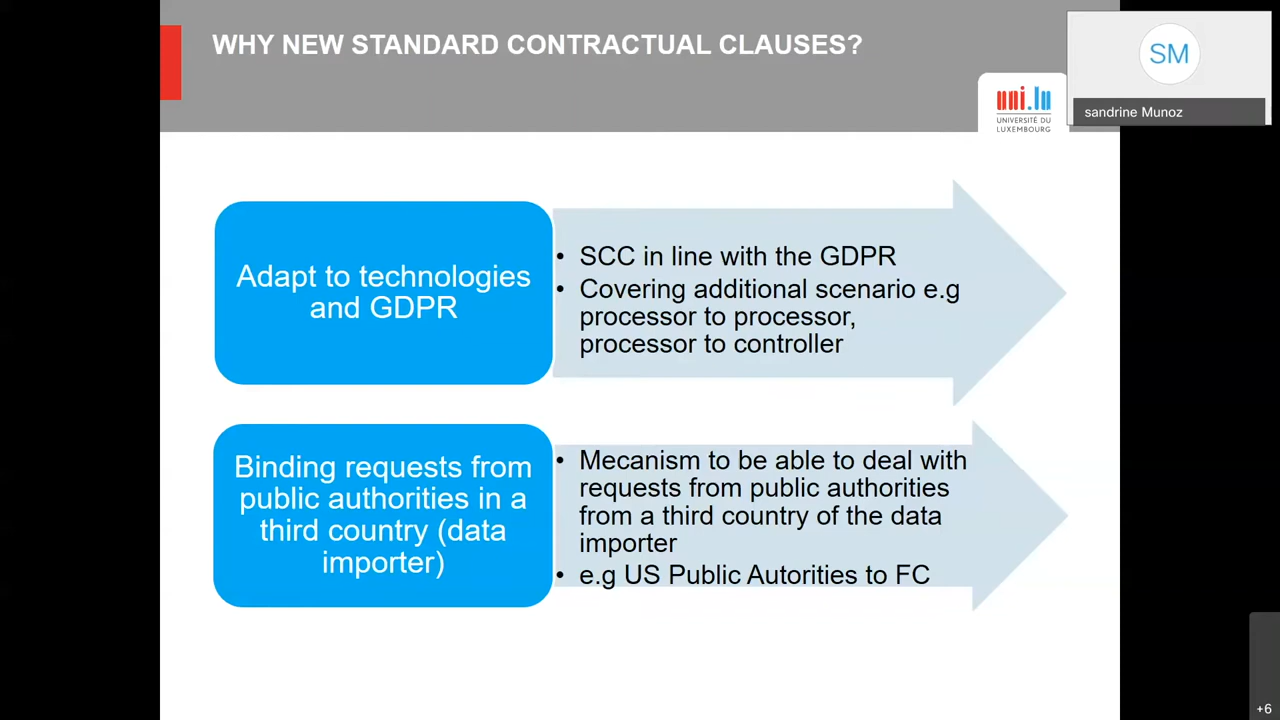 WHY NEW STANDARD CONTRACTUAL CLAUSES?
SM
sandrine Munoz
uni.lu
UNIVERSITÉ DU
LUXEMBOURG
Adapt to technologies
and GDPR
• SCC in line with the GDPR
• Covering additional scenario e.g
processor to processor,
processor to controller
Binding requests from
public authorities in a
third country (data
importer)
• Mecanism to be able to deal with
requests from public authorities
from a third country of the data
importer
• e.g US Public Autorities to FC
+6